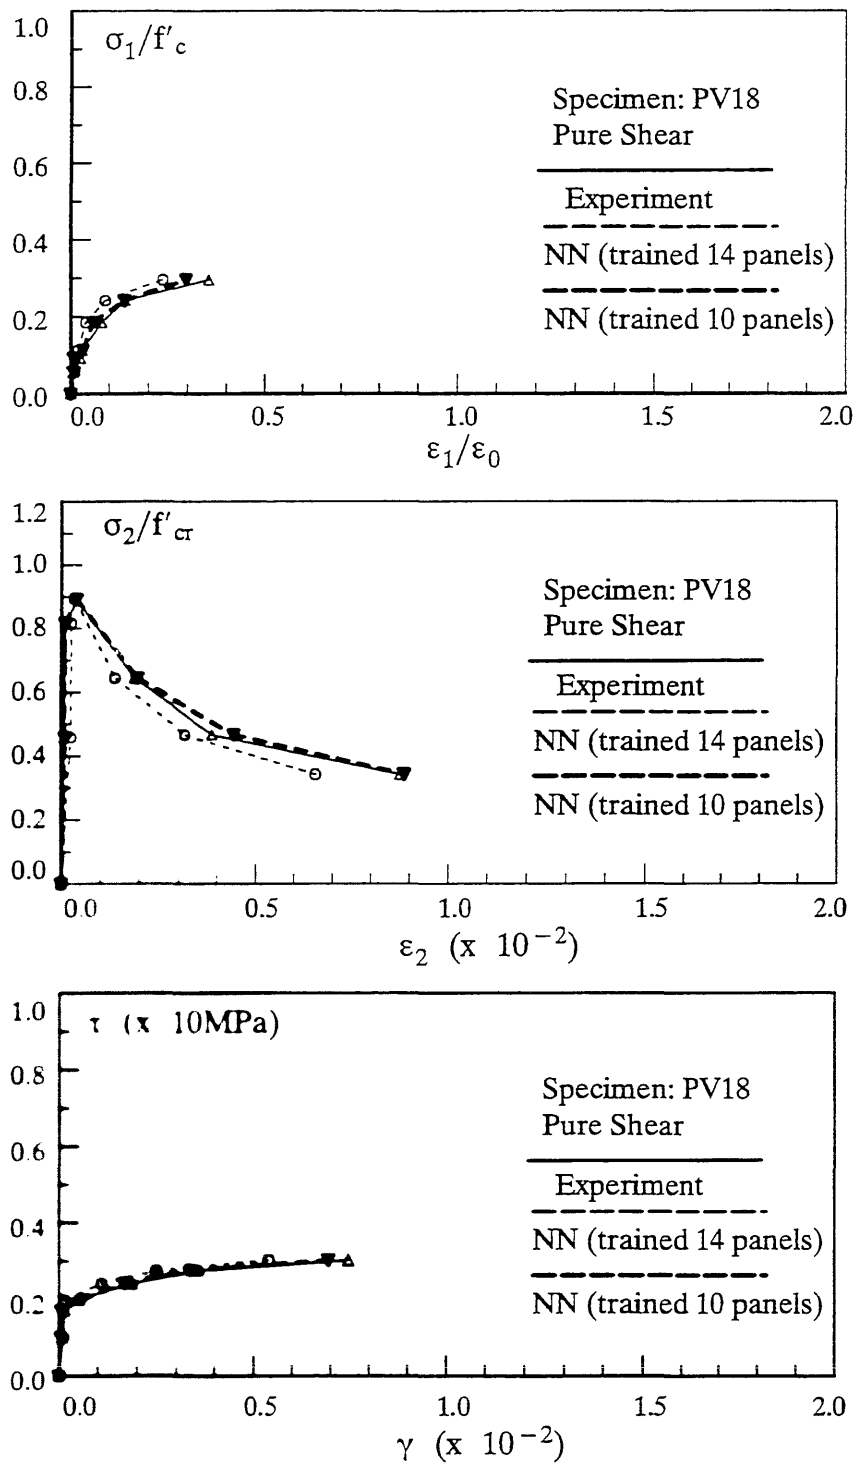 1.0
σ₁/f'c
0.8
0.6
0.4
0.2
0.0
Specimen: PV18
Pure Shear
Experiment
NN (trained 14 panels)
NN (trained 10 panels)
0.0 0.5 1.0 1.5 2.0
ε₁/ε₀
1.2
σ₂/f'cr
1.0
0.8
0.6
0.4
0.2
0.0
Specimen: PV18
Pure Shear
Experiment
NN (trained 14 panels)
NN (trained 10 panels)
0.0 0.5 1.0 1.5 2.0
ε₂ (x 10⁻²)
1.0
τ (x 10MPa)
0.8
0.6
0.4
0.2
0.0
Specimen: PV18
Pure Shear
Experiment
NN (trained 14 panels)
NN (trained 10 panels)
0.0 0.5 1.0 1.5 2.0
γ (x 10⁻²)